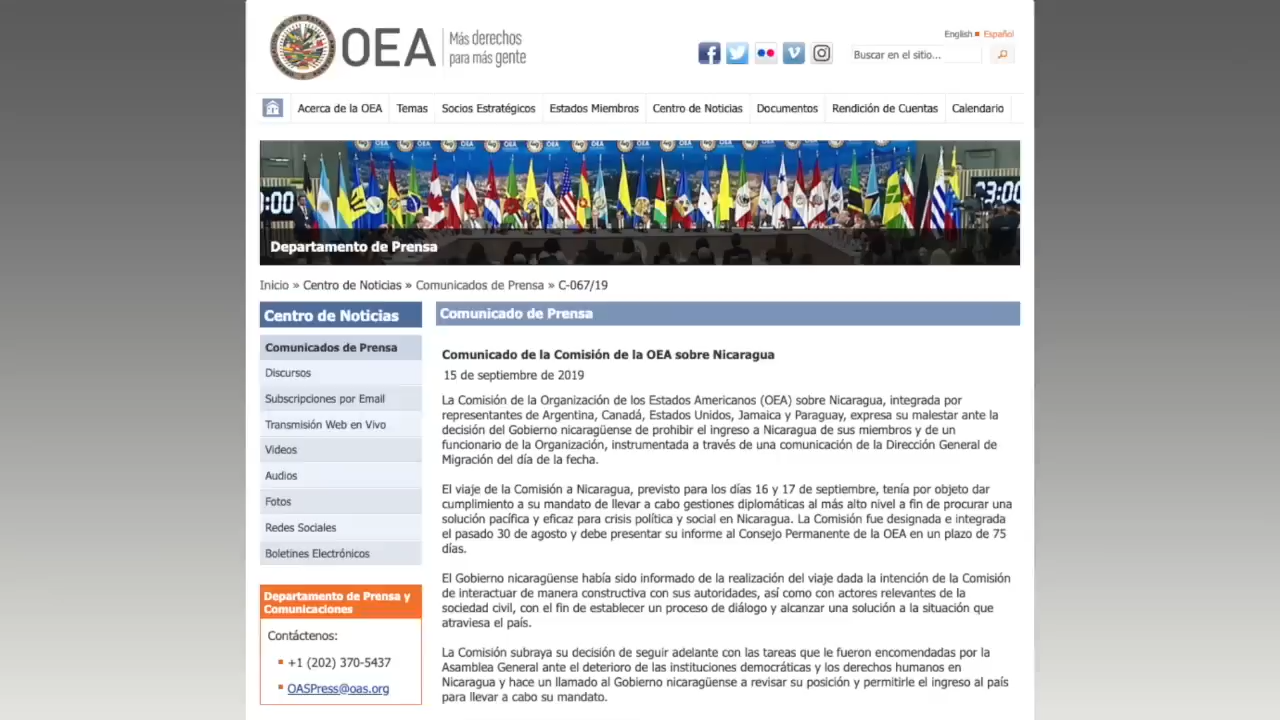 OEA
Más derechos
para más gente
English
Español
Buscar en el sitio...
Acerca de la OEA
Temas
Socios Estratégicos
Estados Miembros
Centro de Noticias
Documentos
Rendición de Cuentas
Calendario
Departamento de Prensa
Inicio » Centro de Noticias » Comunicados de Prensa » C-067/19
Centro de Noticias
Comunicados de Prensa
Discursos
Subscripciones por Email
Transmisión Web en Vivo
Videos
Audios
Fotos
Redes Sociales
Boletines Electrónicos
Departamento de Prensa y
Comunicaciones
Contáctenos:
+1 (202) 370-5437
OASPress@oas.org
Comunicado de Prensa
Comunicado de la Comisión de la OEA sobre Nicaragua
15 de septiembre de 2019
La Comisión de la Organización de los Estados Americanos (OEA) sobre Nicaragua, integrada por
representantes de Argentina, Canadá, Estados Unidos, Jamaica y Paraguay, expresa su malestar ante la
decisión del Gobierno nicaragüense de prohibir el ingreso a Nicaragua de sus miembros y de un
funcionario de la Organización, instrumentada a través de una comunicación de la Dirección General de
Migración del día de la fecha.
El viaje de la Comisión a Nicaragua, previsto para los días 16 y 17 de septiembre, tenía por objeto dar
cumplimiento a su mandato de llevar a cabo gestiones diplomáticas al más alto nivel a fin de procurar una
solución pacífica y eficaz para crisis política y social en Nicaragua. La Comisión fue designada e integrada
el pasado 30 de agosto y debe presentar su informe al Consejo Permanente de la OEA en un plazo de 75
días.
El Gobierno nicaragüense había sido informado de la realización del viaje dada la intención de la Comisión
de interactuar de manera constructiva con sus autoridades, así como con actores relevantes de la
sociedad civil, con el fin de establecer un proceso de diálogo y alcanzar una solución a la situación que
atraviesa el país.
La Comisión subraya su decisión de seguir adelante con las tareas que le fueron encomendadas por la
Asamblea General ante el deterioro de las instituciones democráticas y los derechos humanos en
Nicaragua y hace un llamado al Gobierno nicaragüense a revisar su posición y permitirle el ingreso al país
para llevar a cabo su mandato.